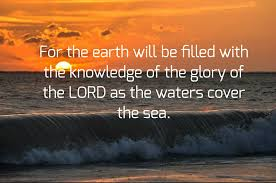 For the earth will be filled with
the knowledge of the glory of
the LORD as the waters cover
the sea.